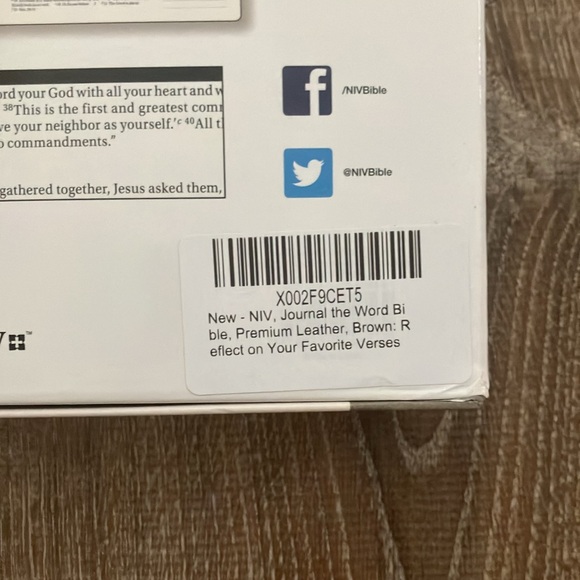 ord your God with all your heart and
38This is the first and greatest
ve your neighbor as yourself.'c 40All
o commandments."
gathered together, Jesus asked them,
f /NIVBible
@NIVBible
X002F9CET5
New - NIV, Journal the Word Bi
ble, Premium Leather, Brown: R
eflect on Your Favorite Verses
™